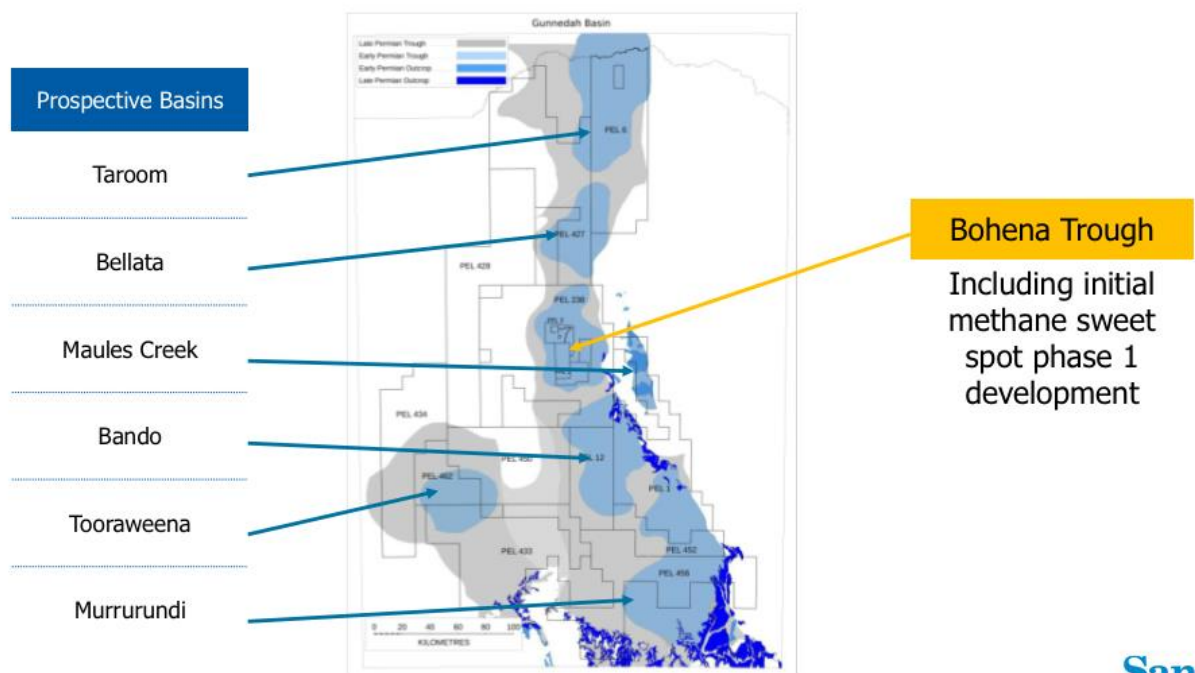 Gunnedah Basin
Late Permian Trough
Early Permian Trough
Early Permian Outcrop
Late Permian Outcrop
Prospective Basins
Taroom
Bellata
Maules Creek
Bando
Tooraweena
Murrurundi
PEL 6
PEL 427
PEL 428
PEL 238
PEL 434
PEL 450
PEL 462
12
PEL 1
PEL 433
PEL 452
PEL 456
0 20 40 60 80 100
KILOMETRES
Bohena Trough
Including initial
methane sweet
spot phase 1
development
San